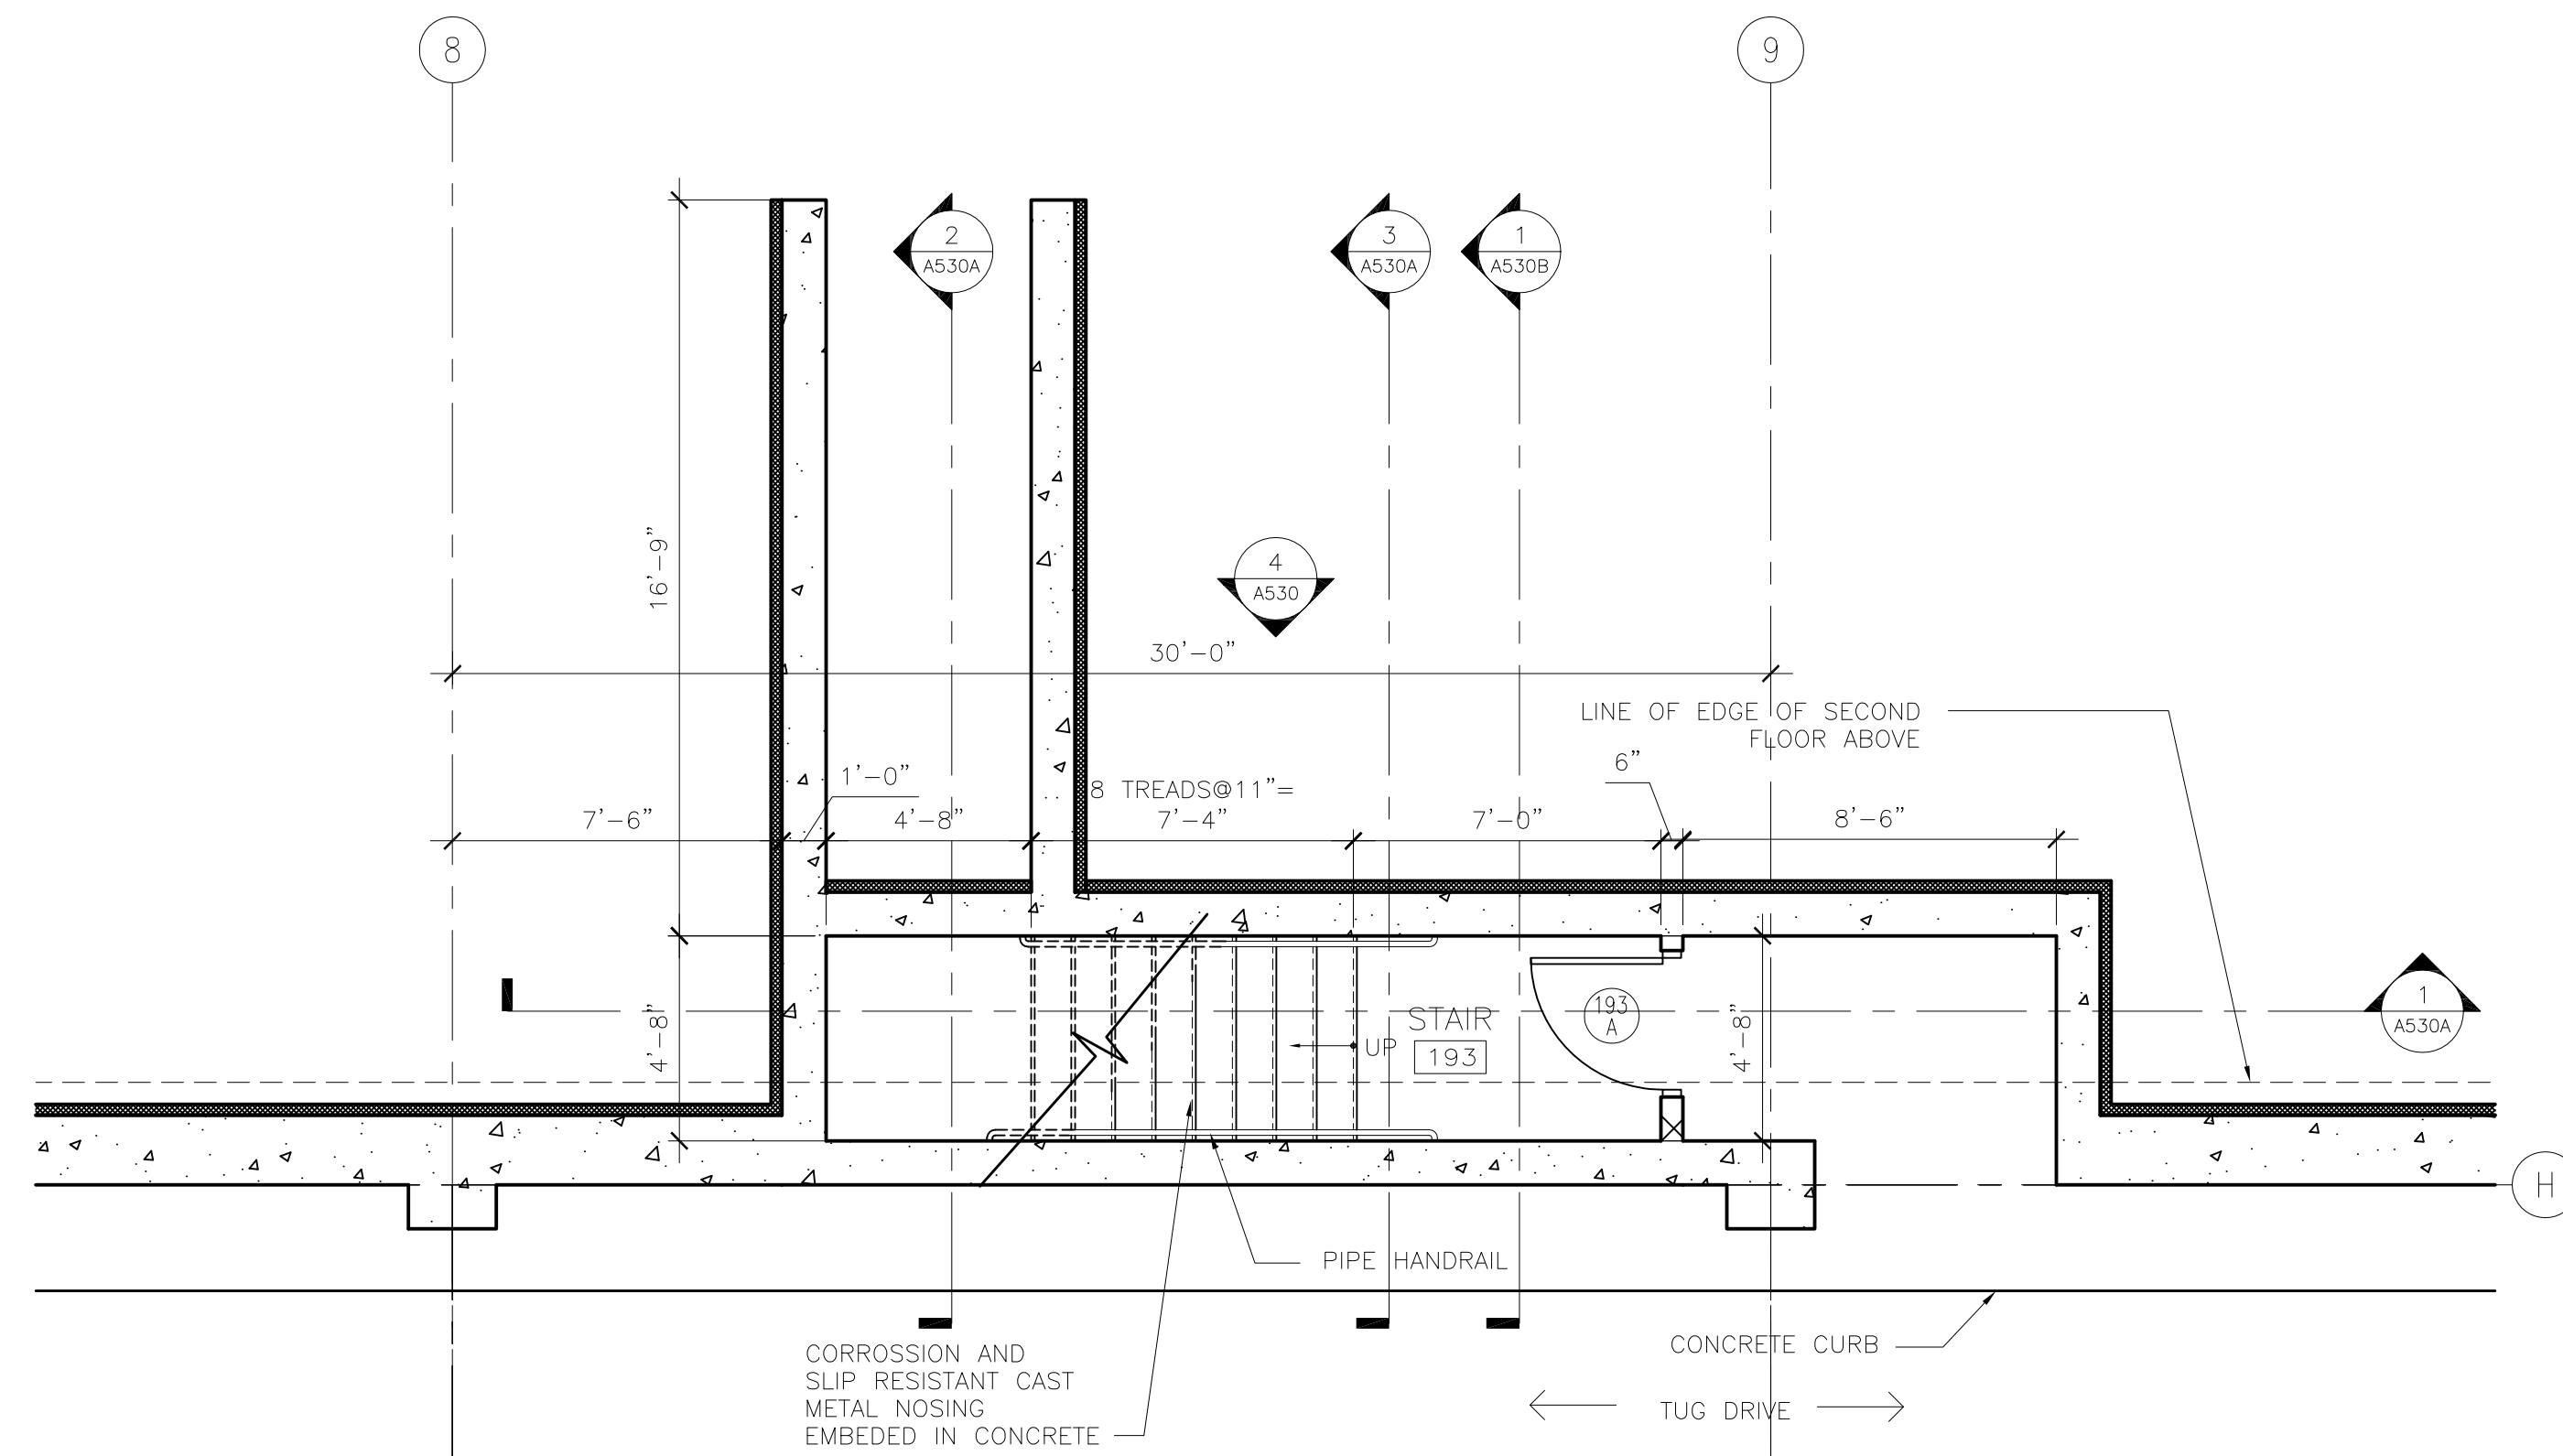 8
9
2
A530A
3
A530A
1
A530B
16'-9"
4
A530
30'-0"
LINE OF EDGE OF SECOND
FLOOR ABOVE
6"
1'-0"
8 TREADS@11"=
7'-6"
4'-8"
7'-4"
7'-0"
8'-6"
4'-8"
STAIR
193
UP
193
A
4'-8"
1
A530A
H
PIPE HANDRAIL
CORROSSION AND
SLIP RESISTANT CAST
METAL NOSING
EMBEDED IN CONCRETE
CONCRETE CURB
TUG DRIVE